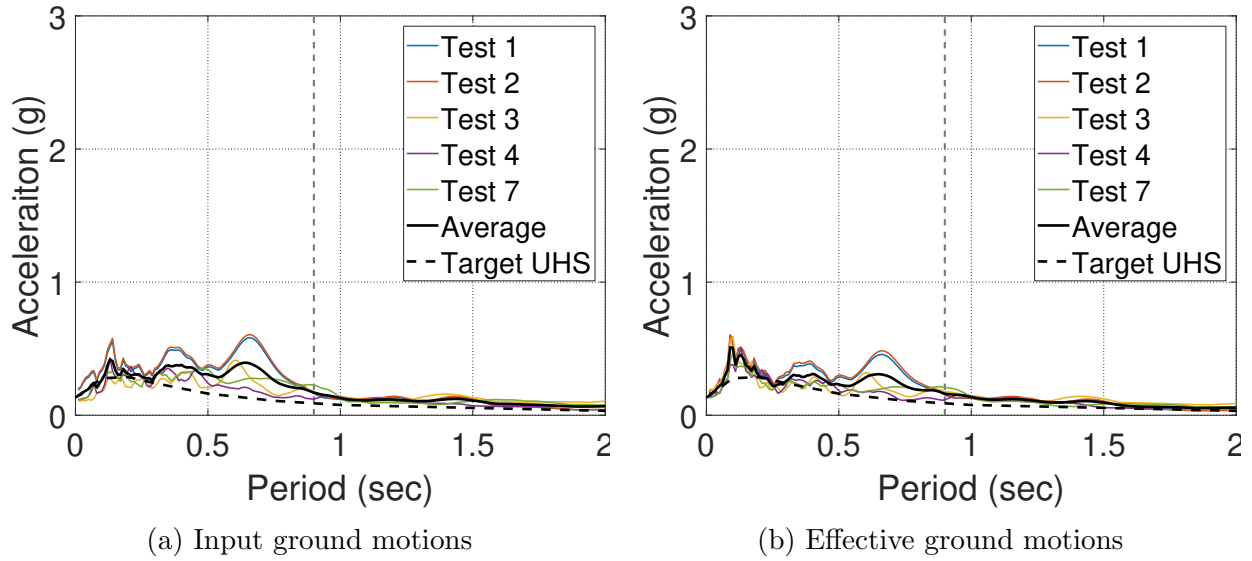 3
2
1
0
Acceleraiton (g)
Test 1
Test 2
Test 3
Test 4
Test 7
Average
Target UHS
0 0.5 1 1.5 2
Period (sec)
(a) Input ground motions
3
2
1
0
Acceleraiton (g)
Test 1
Test 2
Test 3
Test 4
Test 7
Average
Target UHS
0 0.5 1 1.5 2
Period (sec)
(b) Effective ground motions